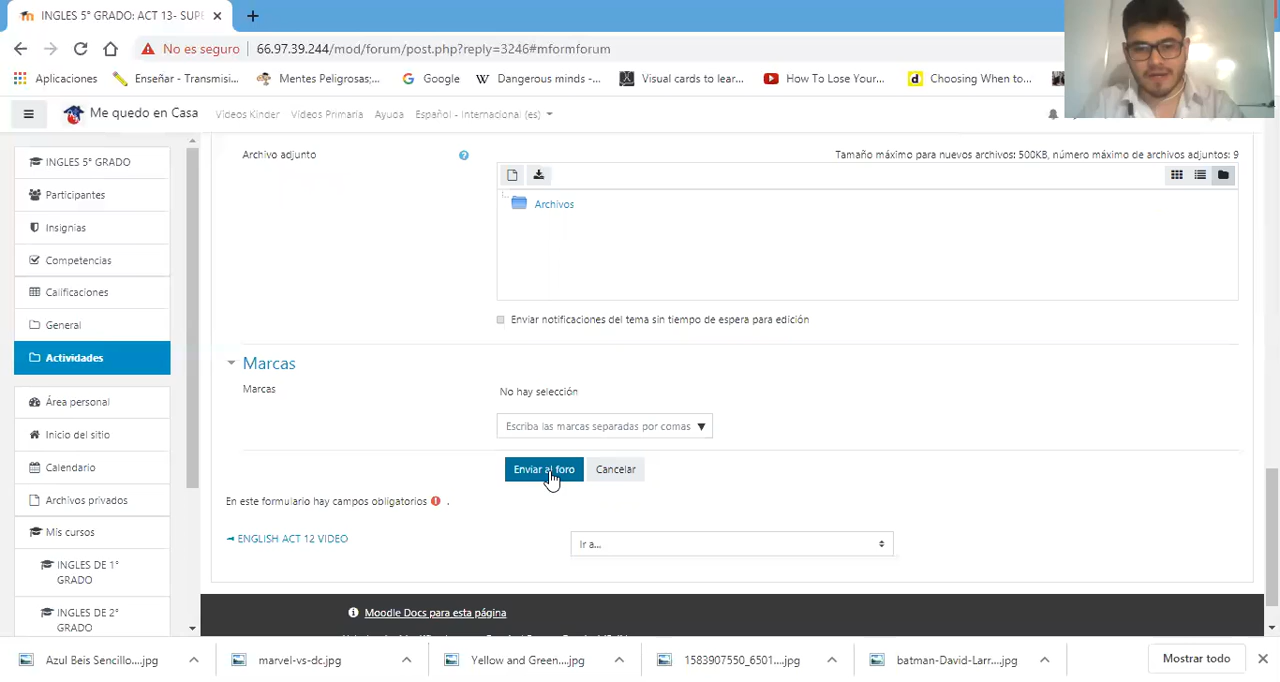 INGLES 5° GRADO: ACT 13- SUPE
No es seguro
66.97.39.244/mod/forum/post.php?reply=3246#mformforum
Aplicaciones
Enseñar - Transmisi...
Mentes Peligrosas;...
Google
Dangerous minds -...
Visual cards to lear...
How To Lose Your...
Choosing When to...
Me quedo en Casa
Vídeos Kinder
Vídeos Primaria
Ayuda
Español - Internacional (es)
INGLES 5° GRADO
Participantes
Insignias
Competencias
Calificaciones
General
Actividades
Área personal
Inicio del sitio
Calendario
Archivos privados
Mis cursos
INGLES DE 1°
GRADO
INGLES DE 2°
GRADO
Archivo adjunto
Tamaño máximo para nuevos archivos: 500KB, número máximo de archivos adjuntos: 9
Archivos
Enviar notificaciones del tema sin tiempo de espera para edición
Marcas
Marcas
No hay selección
Escriba las marcas separadas por comas
Enviar al foro
Cancelar
En este formulario hay campos obligatorios .
ENGLISH ACT 12 VIDEO
Ir a...
Moodle Docs para esta página
Azul Beis Sencillo....jpg
marvel-vs-dc.jpg
Yellow and Green....jpg
1583907550_6501....jpg
batman-David-Larr....jpg
Mostrar todo